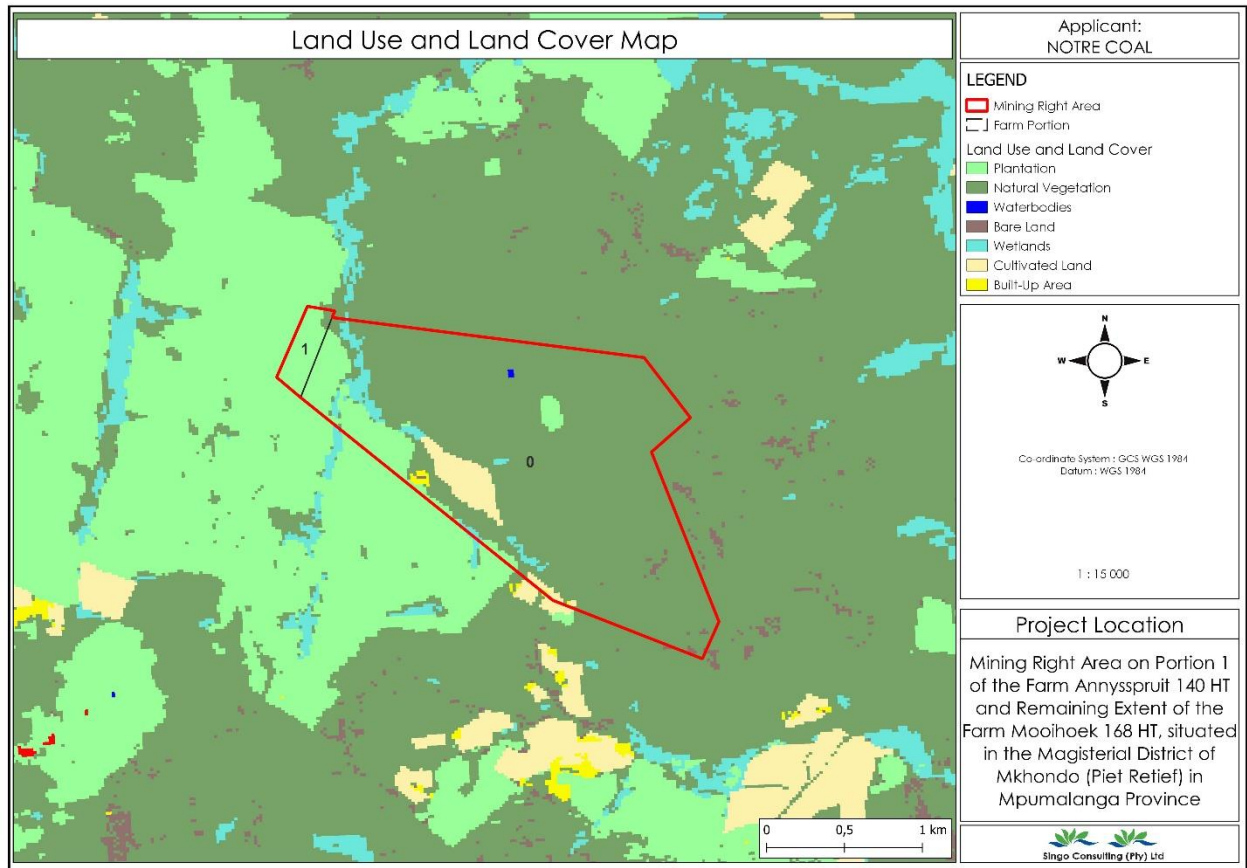 Land Use and Land Cover Map
1
0
0 0,5 1 km
Applicant:
NOTRE COAL
LEGEND
Mining Right Area
Farm Portion
Land Use and Land Cover
Plantation
Natural Vegetation
Waterbodies
Bare Land
Wetlands
Cultivated Land
Built-Up Area
N
W E
S
Co-ordinate System : GCS WGS 1984
Datum : WGS 1984
1 : 15 000
Project Location
Mining Right Area on Portion 1
of the Farm Annysspruit 140 HT
and Remaining Extent of the
Farm Mooihoek 168 HT, situated
in the Magisterial District of
Mkhondo (Piet Retief) in
Mpumalanga Province
Singo Consulting (Pty) Ltd